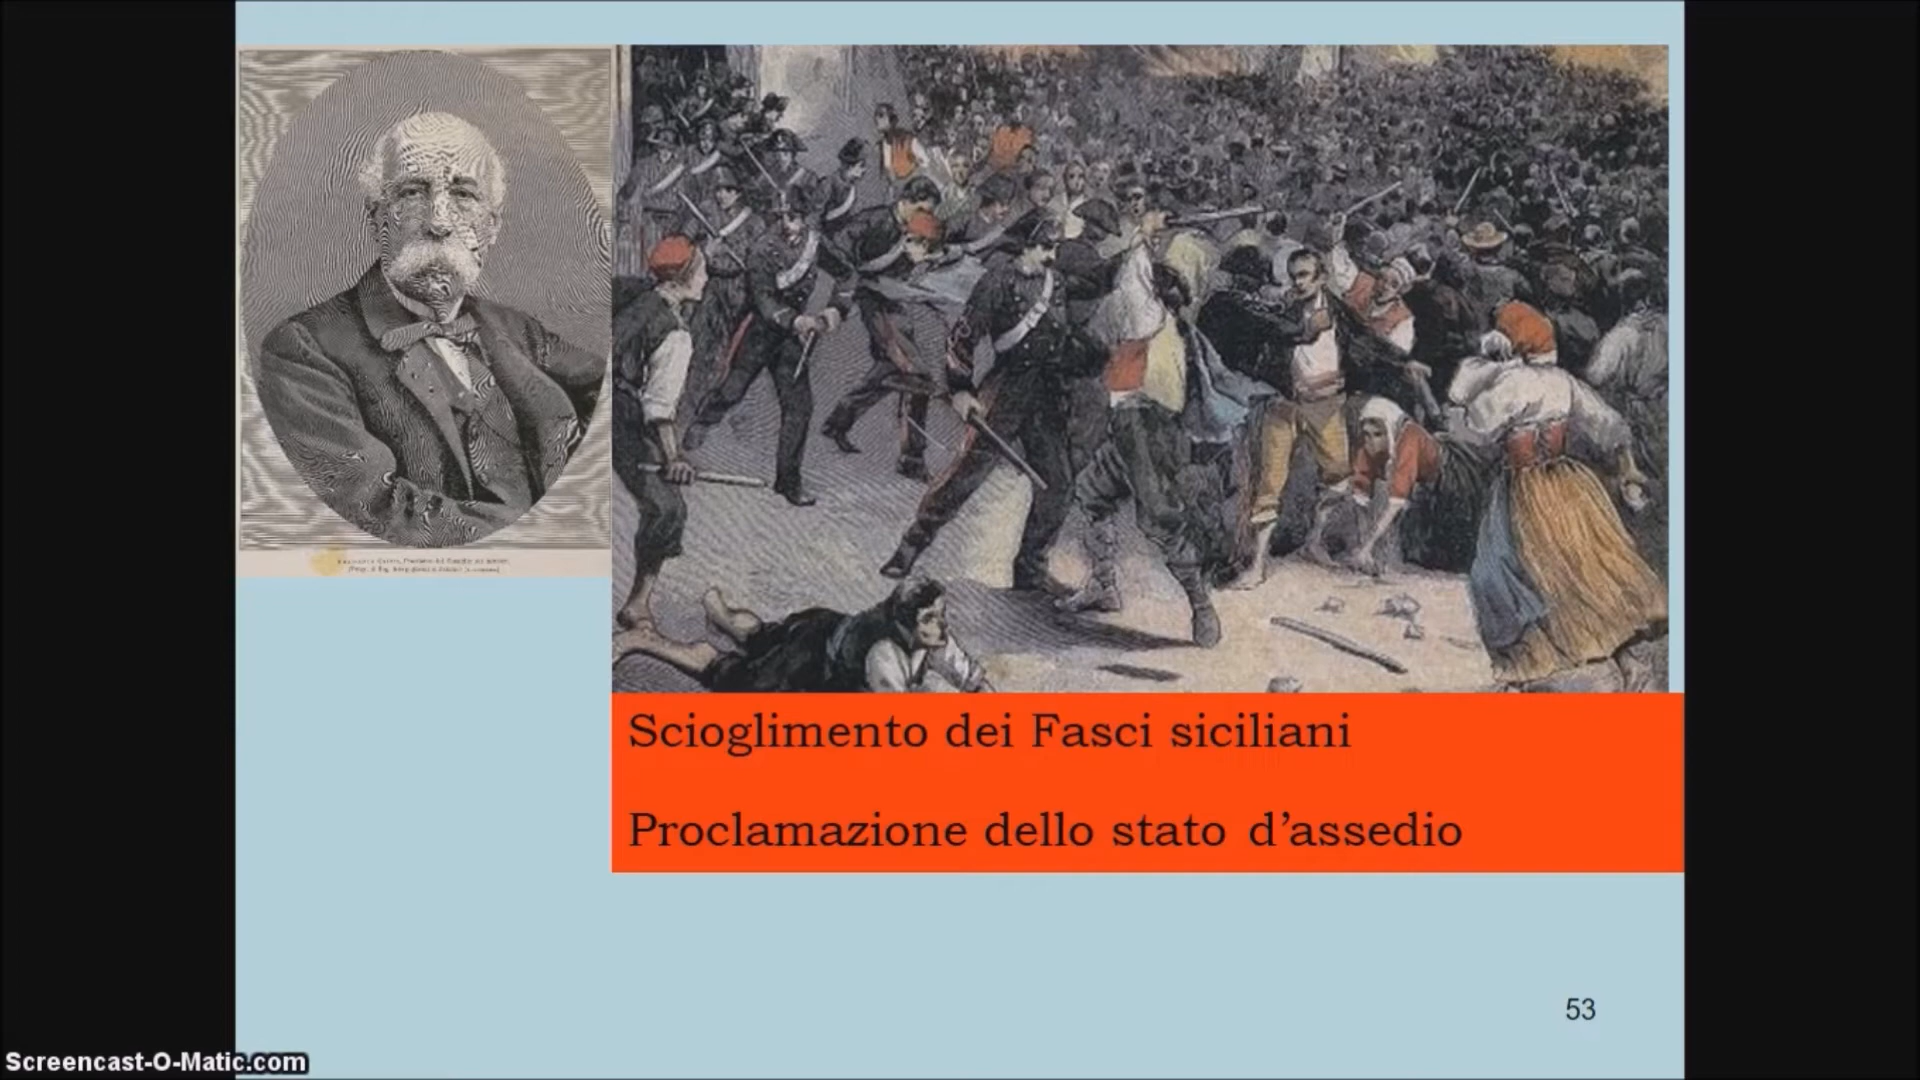 Scioglimento dei Fasci siciliani
Proclamazione dello stato d'assedio
53
Screencast-O-Matic.com